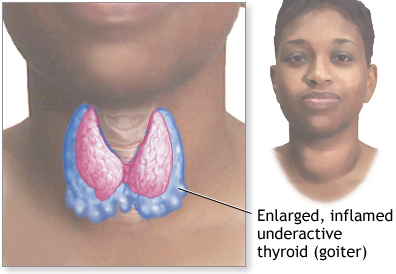 Enlarged, inflamed
underactive
thyroid (goiter)